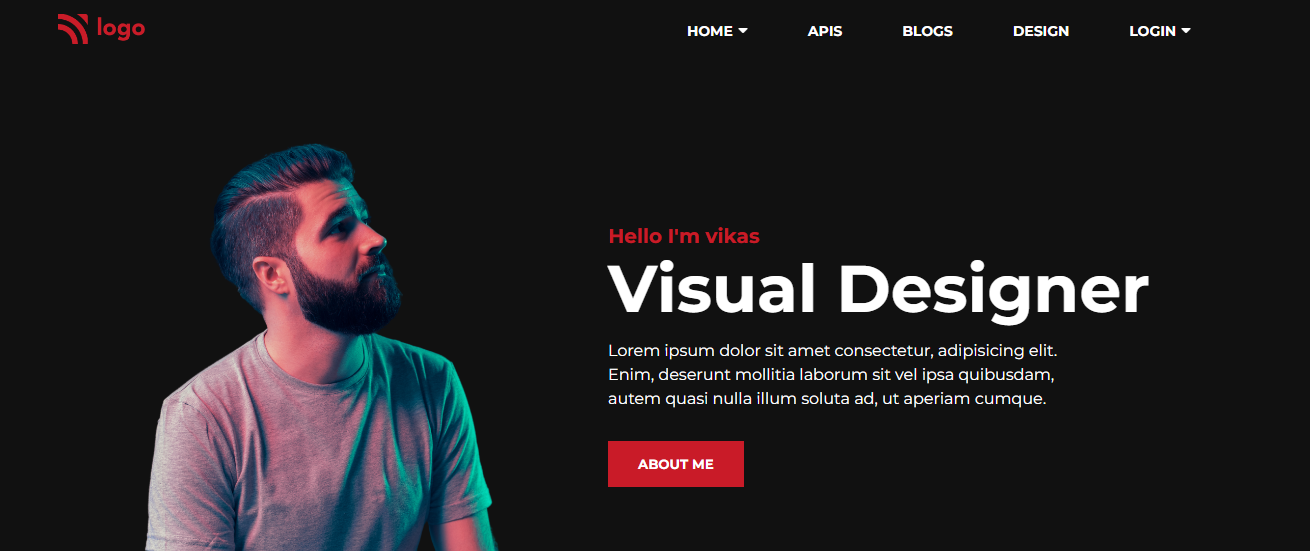 logo
HOME
APIS
BLOGS
DESIGN
LOGIN
Hello I'm vikas
Visual Designer
Lorem ipsum dolor sit amet consectetur, adipisicing elit.
Enim, deserunt mollitia laborum sit vel ipsa quibusdam,
autem quasi nulla illum soluta ad, ut aperiam cumque.
ABOUT ME